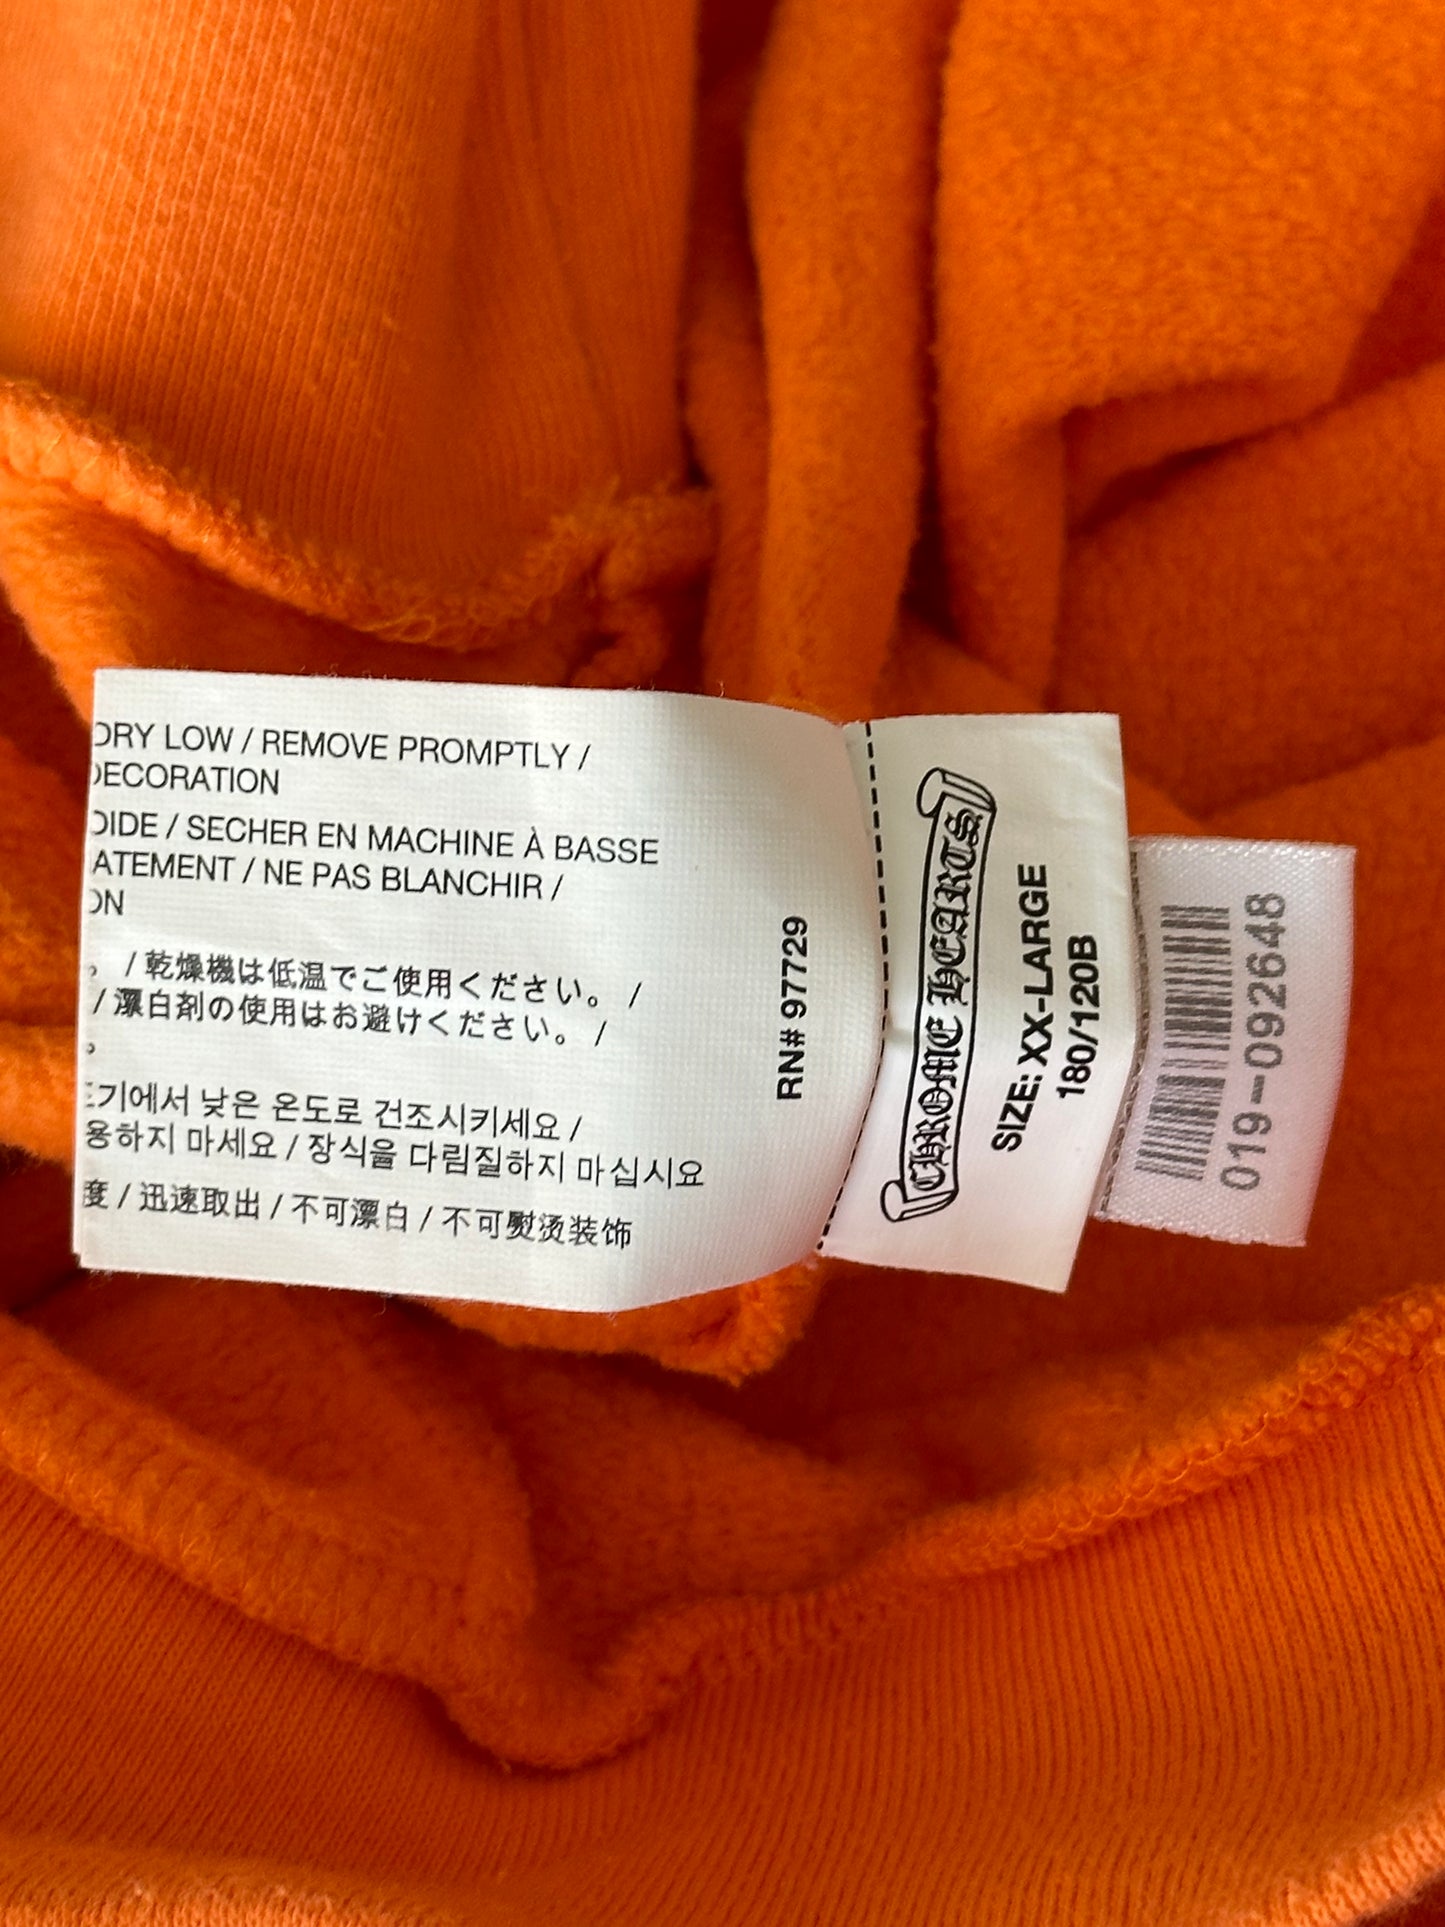 DRY LOW / REMOVE PROMPTLY /
DECORATION
OIDE / SECHER EN MACHINE À BASSE
ATEMENT / NE PAS BLANCHIR /
ON
。 / 乾燥機は低温でご使用ください。 /
/ 漂白剤の使用はお避けください。 /
。
기에서 낮은 온도로 건조시키세요 /
용하지 마세요 / 장식을 다림질하지 마십시요
度 / 迅速取出 / 不可漂白 / 不可熨烫装饰
RN# 97729
CHROME HEARTS
SIZE: XX-LARGE
180/120B
019-092648